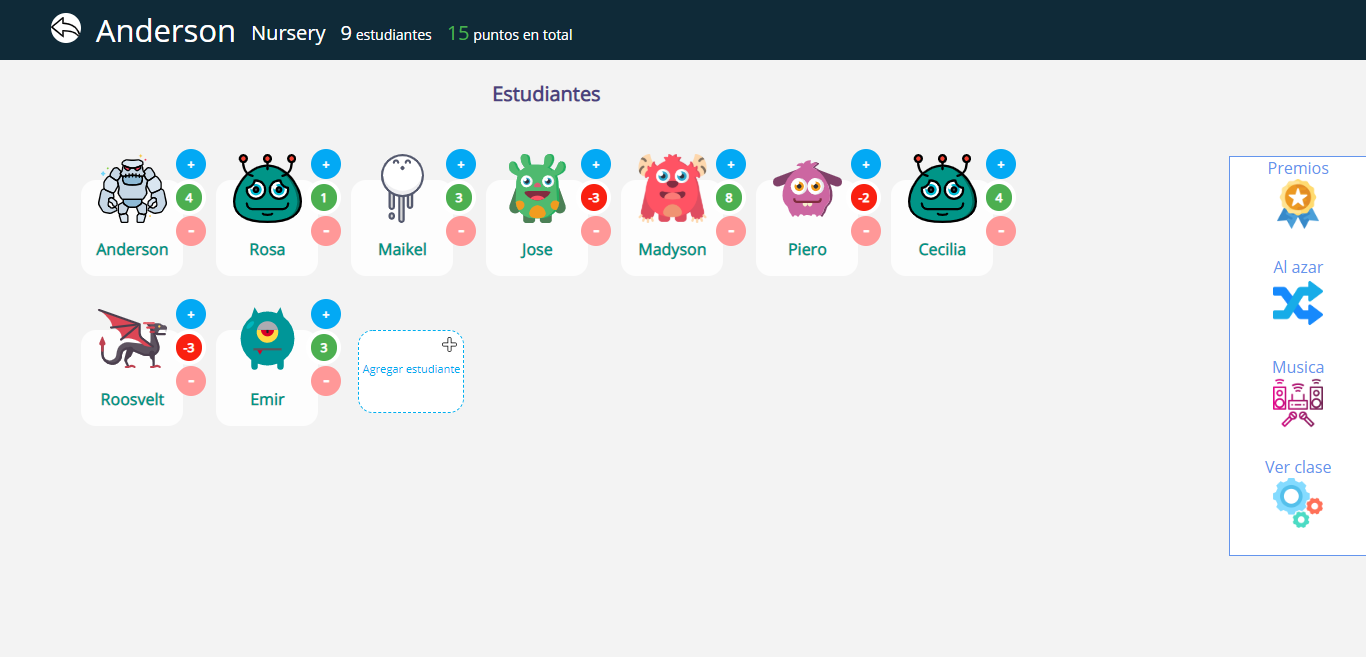 Anderson Nursery 9 estudiantes 15 puntos en total
Estudiantes
+ + + + + + +
4 1 3 -3 8 -2 4
- - - - - - -
Anderson Rosa Maikel Jose Madyson Piero Cecilia
+ +
-3 3
- -
Roosvelt Emir
Agregar estudiante
Premios
Al azar
Musica
Ver clase